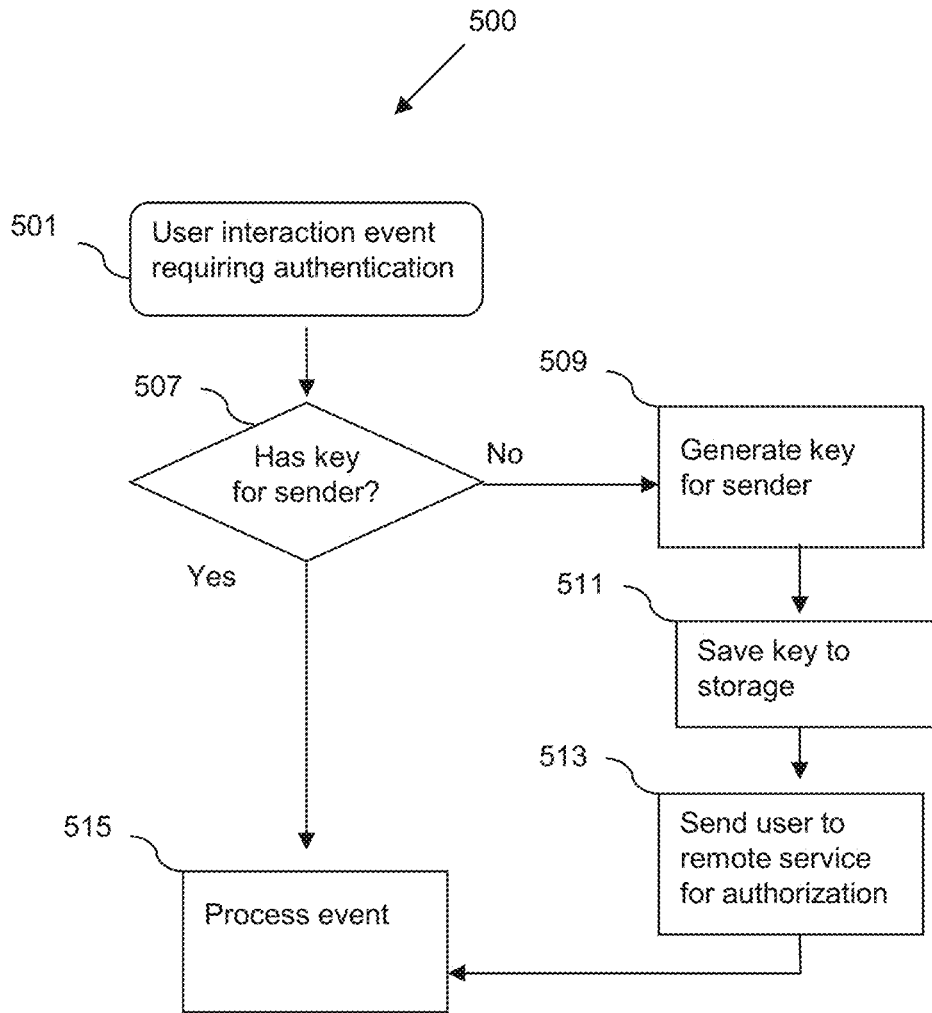 500
501
User interaction event
requiring authentication
507
Has key
for sender?
No
Yes
509
Generate key
for sender
511
Save key to
storage
513
Send user to
remote service
for authorization
515
Process event